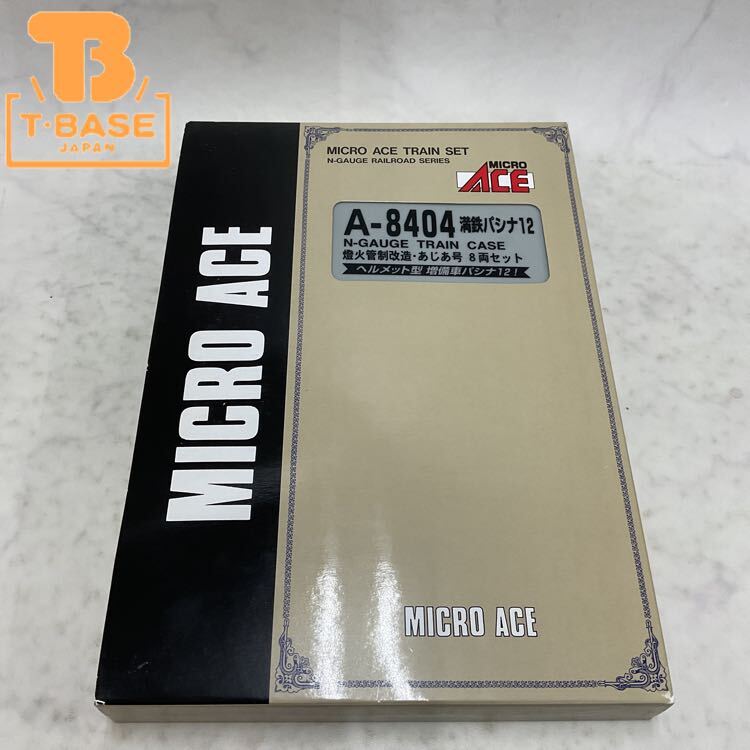 TB
T·BASE
JAPAN
MICRO ACE TRAIN SET
N-GAUGE RAILROAD SERIES
MICRO
ACE
A-8404 満鉄パシナ12
N-GAUGE TRAIN CASE
燈火管制改造・あじあ号 8両セット
ヘルメット型 増備車パシナ12!
MICRO ACE
MICRO ACE